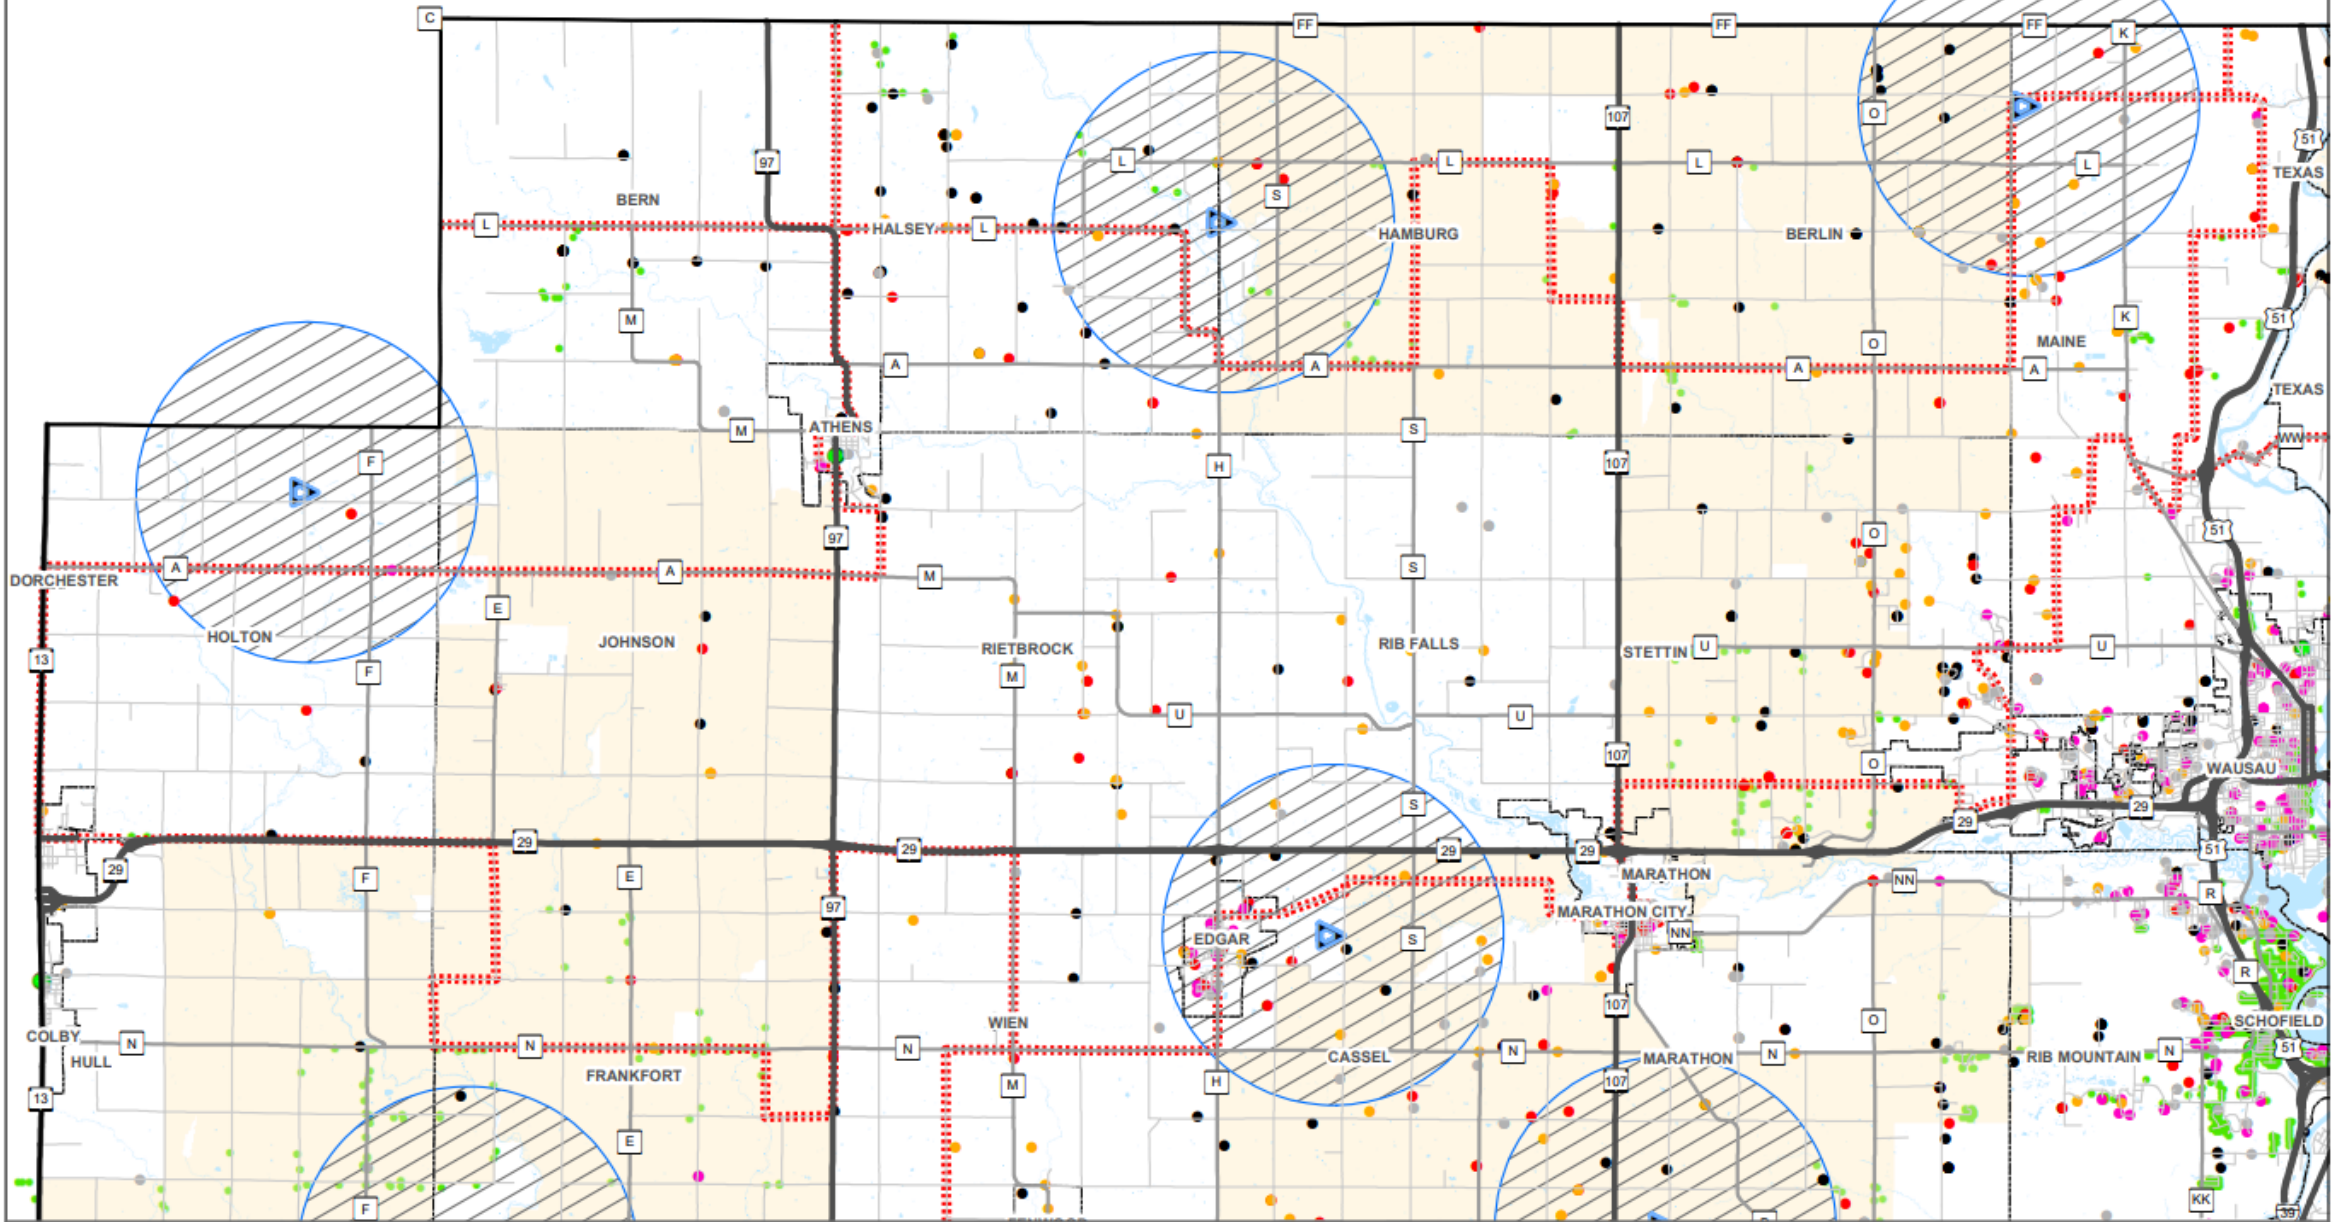 C
FF
FF
FF
K
107
O
51
97
L
L
L
L
TEXAS
S
BERN
L
HALSEY
L
HAMBURG
BERLIN
M
K
51
O
MAINE
A
A
A
A
TEXAS
M
ATHENS
S
WW
F
H
107
97
O
51
A
A
M
S
DORCHESTER
E
HOLTON
JOHNSON
RIETBROCK
RIB FALLS
STETTIN
U
U
13
F
M
U
U
107
O
WAUSAU
S
29
29
29
29
29
29
29
51
F
E
MARATHON
NN
R
97
MARATHON CITY
EDGAR
S
NN
R
107
WIEN
O
SCHOFIELD
COLBY
N
N
N
CASSEL
N
MARATHON
N
RIB MOUNTAIN
N
51
HULL
FRANKFORT
M
H
107
13
E
KK
F
39